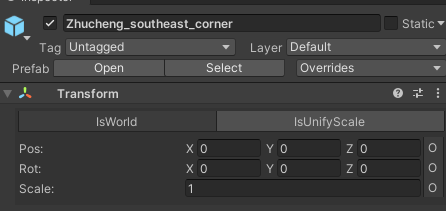 Inspector
Zhucheng_southeast_corner Static
Tag Untagged Layer Default
Prefab Open Select Overrides
Transform
IsWorld IsUnifyScale
Pos: X 0 Y 0 Z 0 O
Rot: X 0 Y 0 Z 0 O
Scale: 1 O